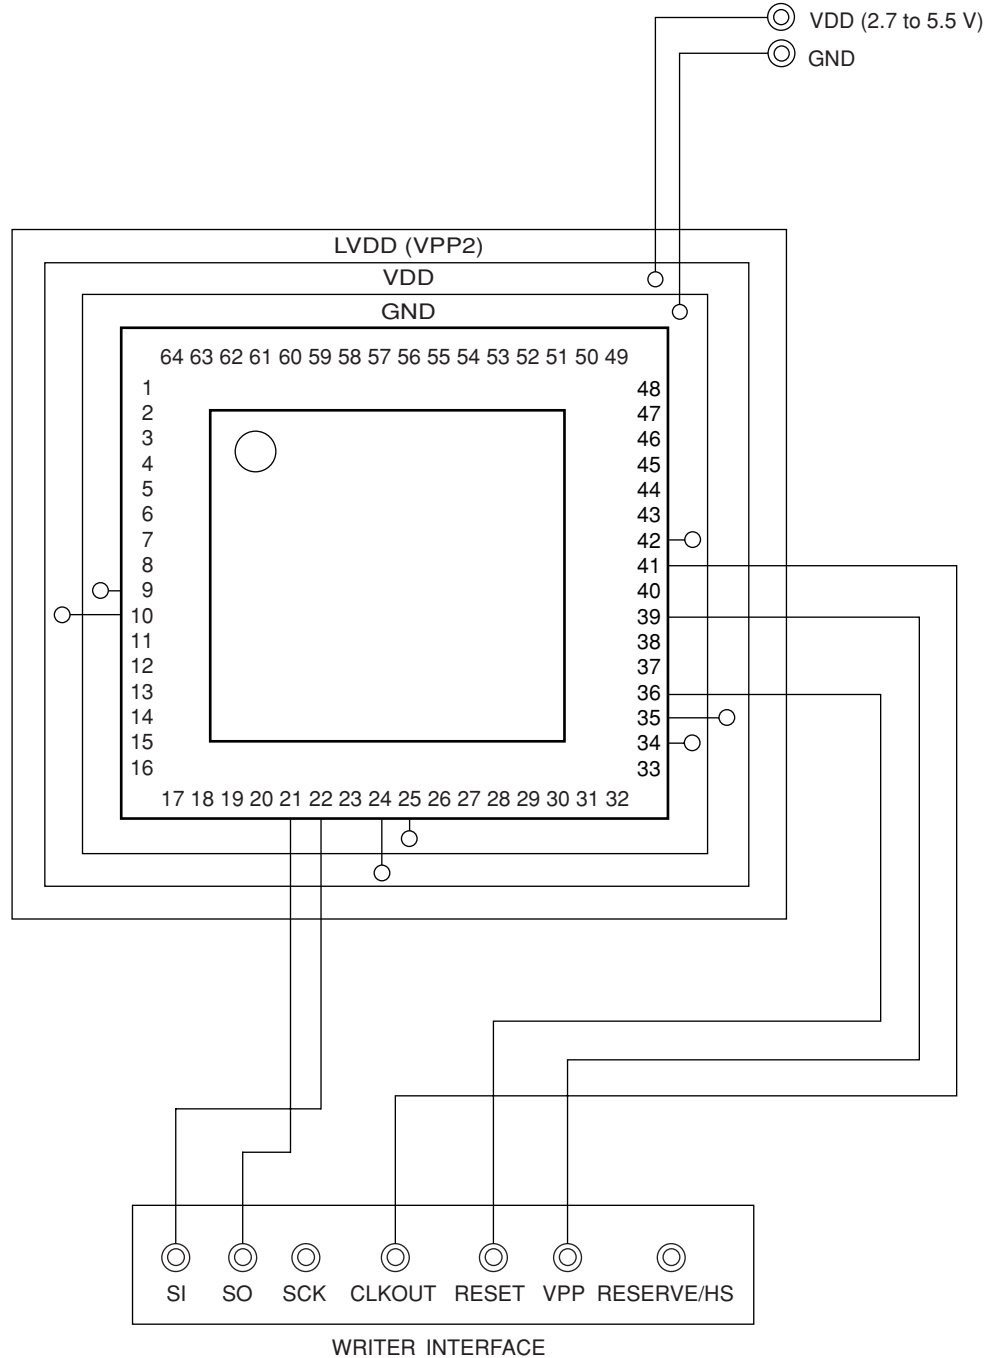 VDD (2.7 to 5.5 V)
GND
LVDD (VPP2)
VDD
GND
64 63 62 61 60 59 58 57 56 55 54 53 52 51 50 49
1 48
2 47
3 46
4 45
5 44
6 43
7 42
8 41
9 40
10 39
11 38
12 37
13 36
14 35
15 34
16 33
17 18 19 20 21 22 23 24 25 26 27 28 29 30 31 32
SI SO SCK CLKOUT RESET VPP RESERVE/HS
WRITER INTERFACE